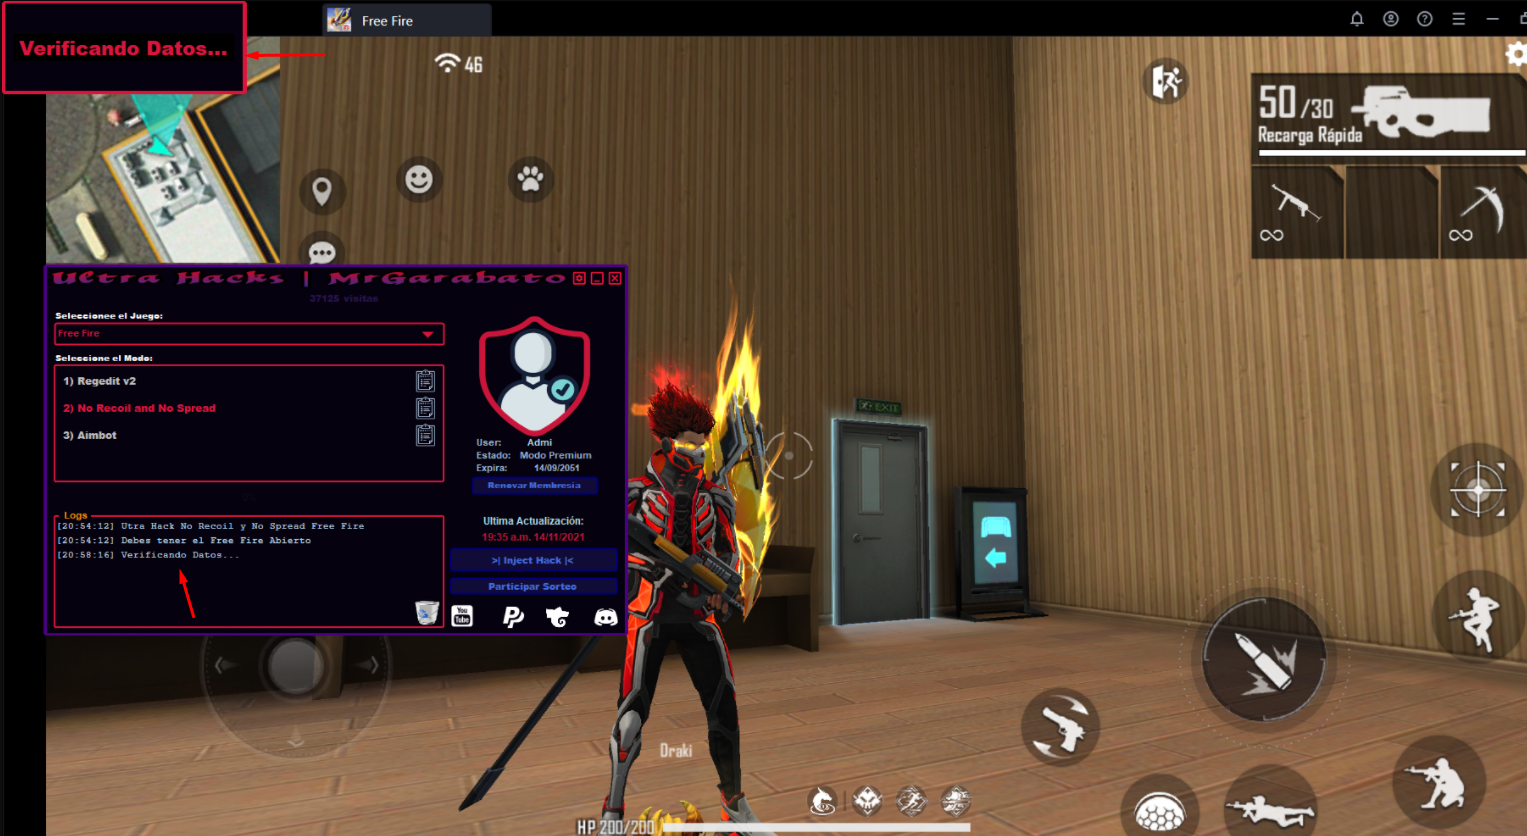 Verificando Datos...
Free Fire
46
50/30
Recarga Rápida
Ultra Hacks | MrGarabato
37125 visitas
Seleccionee el Juego:
Free Fire
Seleccione el Modo:
1) Regedit v2
2) No Recoil and No Spread
3) Aimbot
User: Admi
Estado: Modo Premium
Expira: 14/09/2051
Renovar Membresia
Ultima Actualización:
19:35 a.m. 14/11/2021
>| Inject Hack |<
Participar Sorteo
Logs
[20:54:12] Utra Hack No Recoil y No Spread Free Fire
[20:54:12] Debes tener el Free Fire Abierto
[20:58:16] Verificando Datos...
You
Tube
EXIT
Draki
HP 200/200